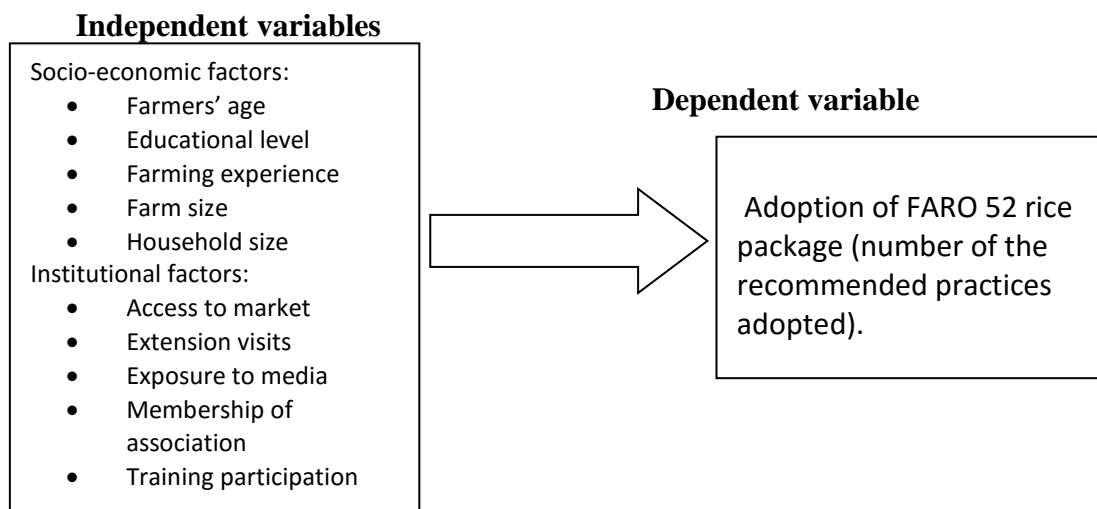 Independent variables
Socio-economic factors:
• Farmers’ age
• Educational level
• Farming experience
• Farm size
• Household size
Institutional factors:
• Access to market
• Extension visits
• Exposure to media
• Membership of
association
• Training participation
Dependent variable
Adoption of FARO 52 rice
package (number of the
recommended practices
adopted).